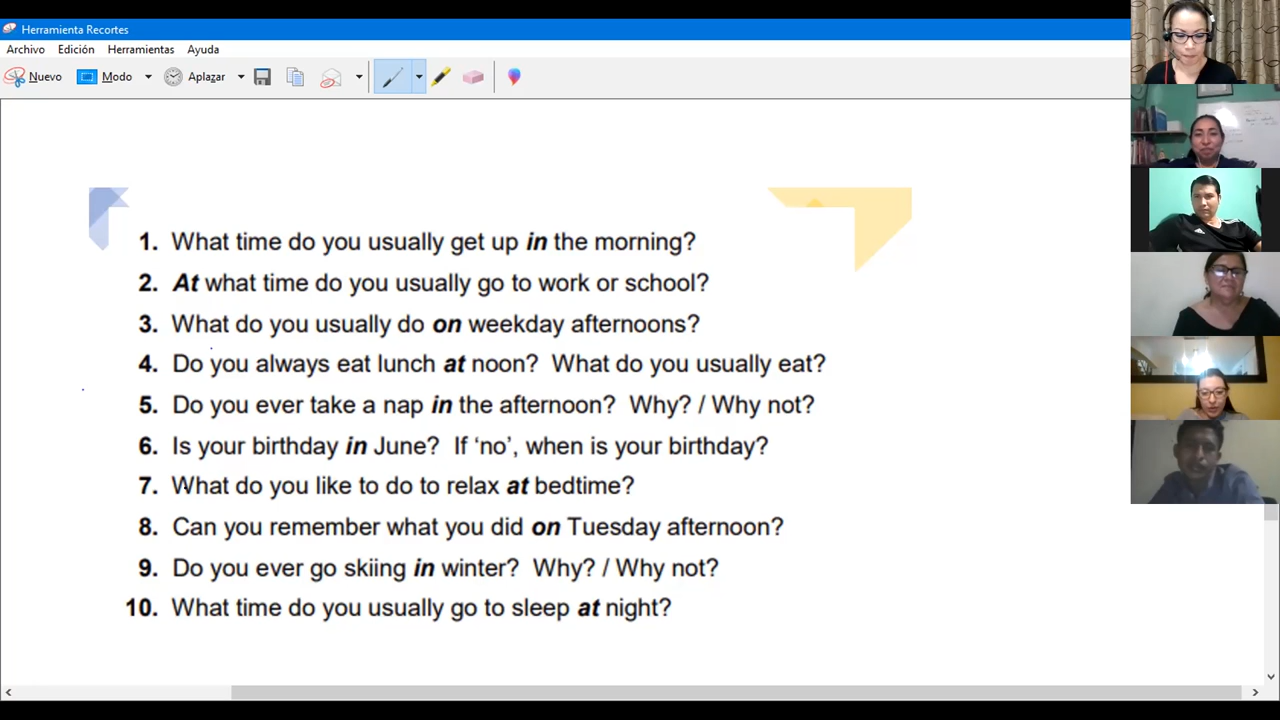 Herramienta Recortes
Archivo Edición Herramientas Ayuda
Nuevo Modo Aplazar
1. What time do you usually get up in the morning?
2. At what time do you usually go to work or school?
3. What do you usually do on weekday afternoons?
4. Do you always eat lunch at noon? What do you usually eat?
5. Do you ever take a nap in the afternoon? Why? / Why not?
6. Is your birthday in June? If ‘no’, when is your birthday?
7. What do you like to do to relax at bedtime?
8. Can you remember what you did on Tuesday afternoon?
9. Do you ever go skiing in winter? Why? / Why not?
10. What time do you usually go to sleep at night?